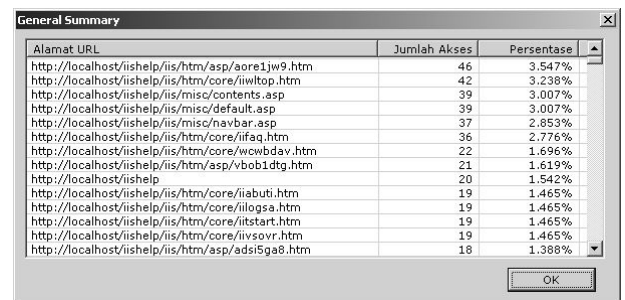 General Summary
Alamat URL Jumlah Akses Persentase
http://localhost/iishelp/iis/htm/asp/aore1jw9.htm 46 3.547%
http://localhost/iishelp/iis/htm/core/iiwltop.htm 42 3.238%
http://localhost/iishelp/iis/misc/contents.asp 39 3.007%
http://localhost/iishelp/iis/misc/default.asp 39 3.007%
http://localhost/iishelp/iis/misc/navbar.asp 37 2.853%
http://localhost/iishelp/iis/htm/core/iifaq.htm 36 2.776%
http://localhost/iishelp/iis/htm/core/wcwbdav.htm 22 1.696%
http://localhost/iishelp/iis/htm/asp/vbob1dtg.htm 21 1.619%
http://localhost/iishelp 20 1.542%
http://localhost/iishelp/iis/htm/core/iiabuti.htm 19 1.465%
http://localhost/iishelp/iis/htm/core/iilogsa.htm 19 1.465%
http://localhost/iishelp/iis/htm/core/iitstart.htm 19 1.465%
http://localhost/iishelp/iis/htm/core/iivsovr.htm 19 1.465%
http://localhost/iishelp/iis/htm/asp/adsi5ga8.htm 18 1.388%
OK